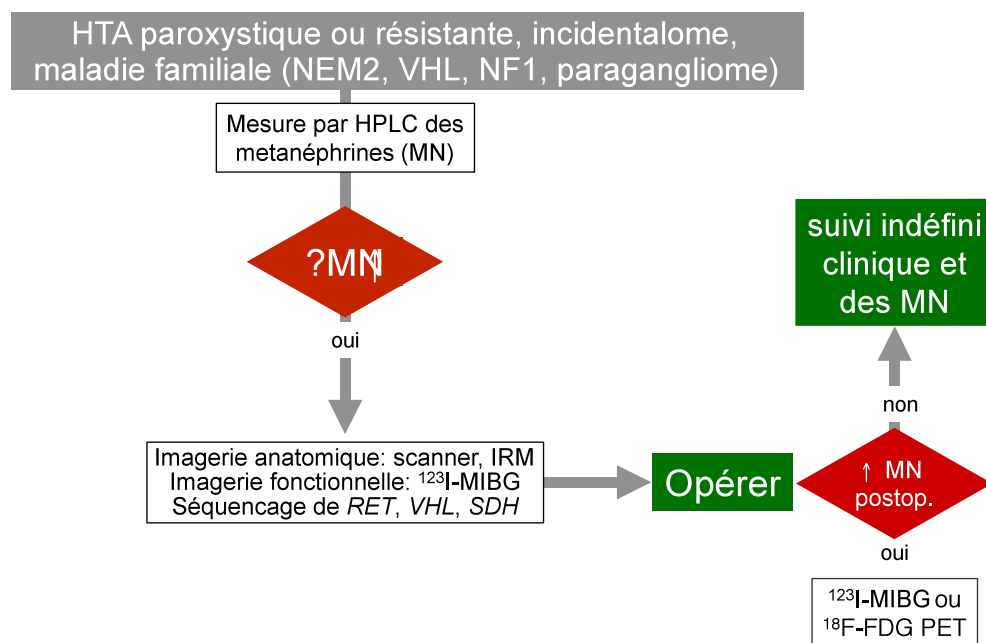 HTA paroxystique ou résistante, incidentalome,
maladie familiale (NEM2, VHL, NF1, paragangliome)
Mesure par HPLC des
metanéphrines (MN)
?MN
oui
Imagerie anatomique: scanner, IRM
Imagerie fonctionnelle: ¹²³I-MIBG
Séquencage de RET, VHL, SDH
Opérer
↑ MN
postop.
non
suivi indéfini
clinique et
des MN
oui
¹²³I-MIBG ou
¹⁸F-FDG PET